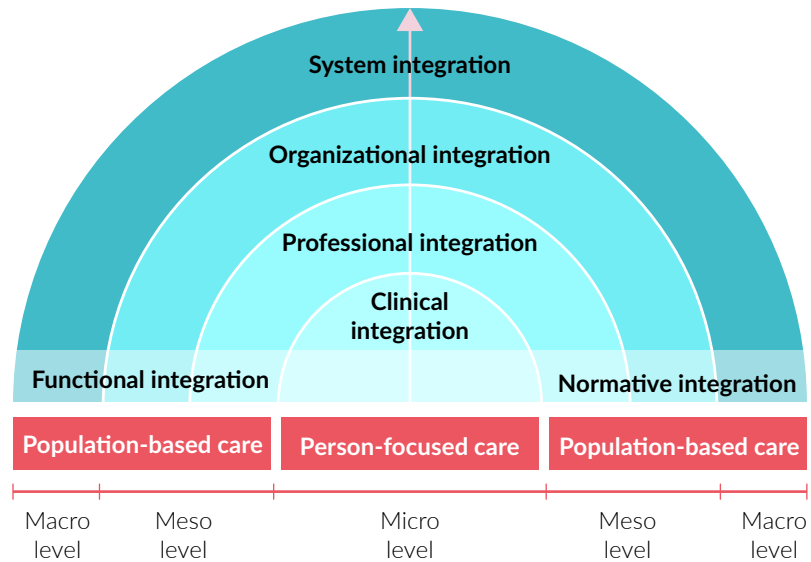 System integration
Organizational integration
Professional integration
Clinical
integration
Functional integration
Normative integration
Population-based care
Person-focused care
Population-based care
Macro
level
Meso
level
Micro
level
Meso
level
Macro
level